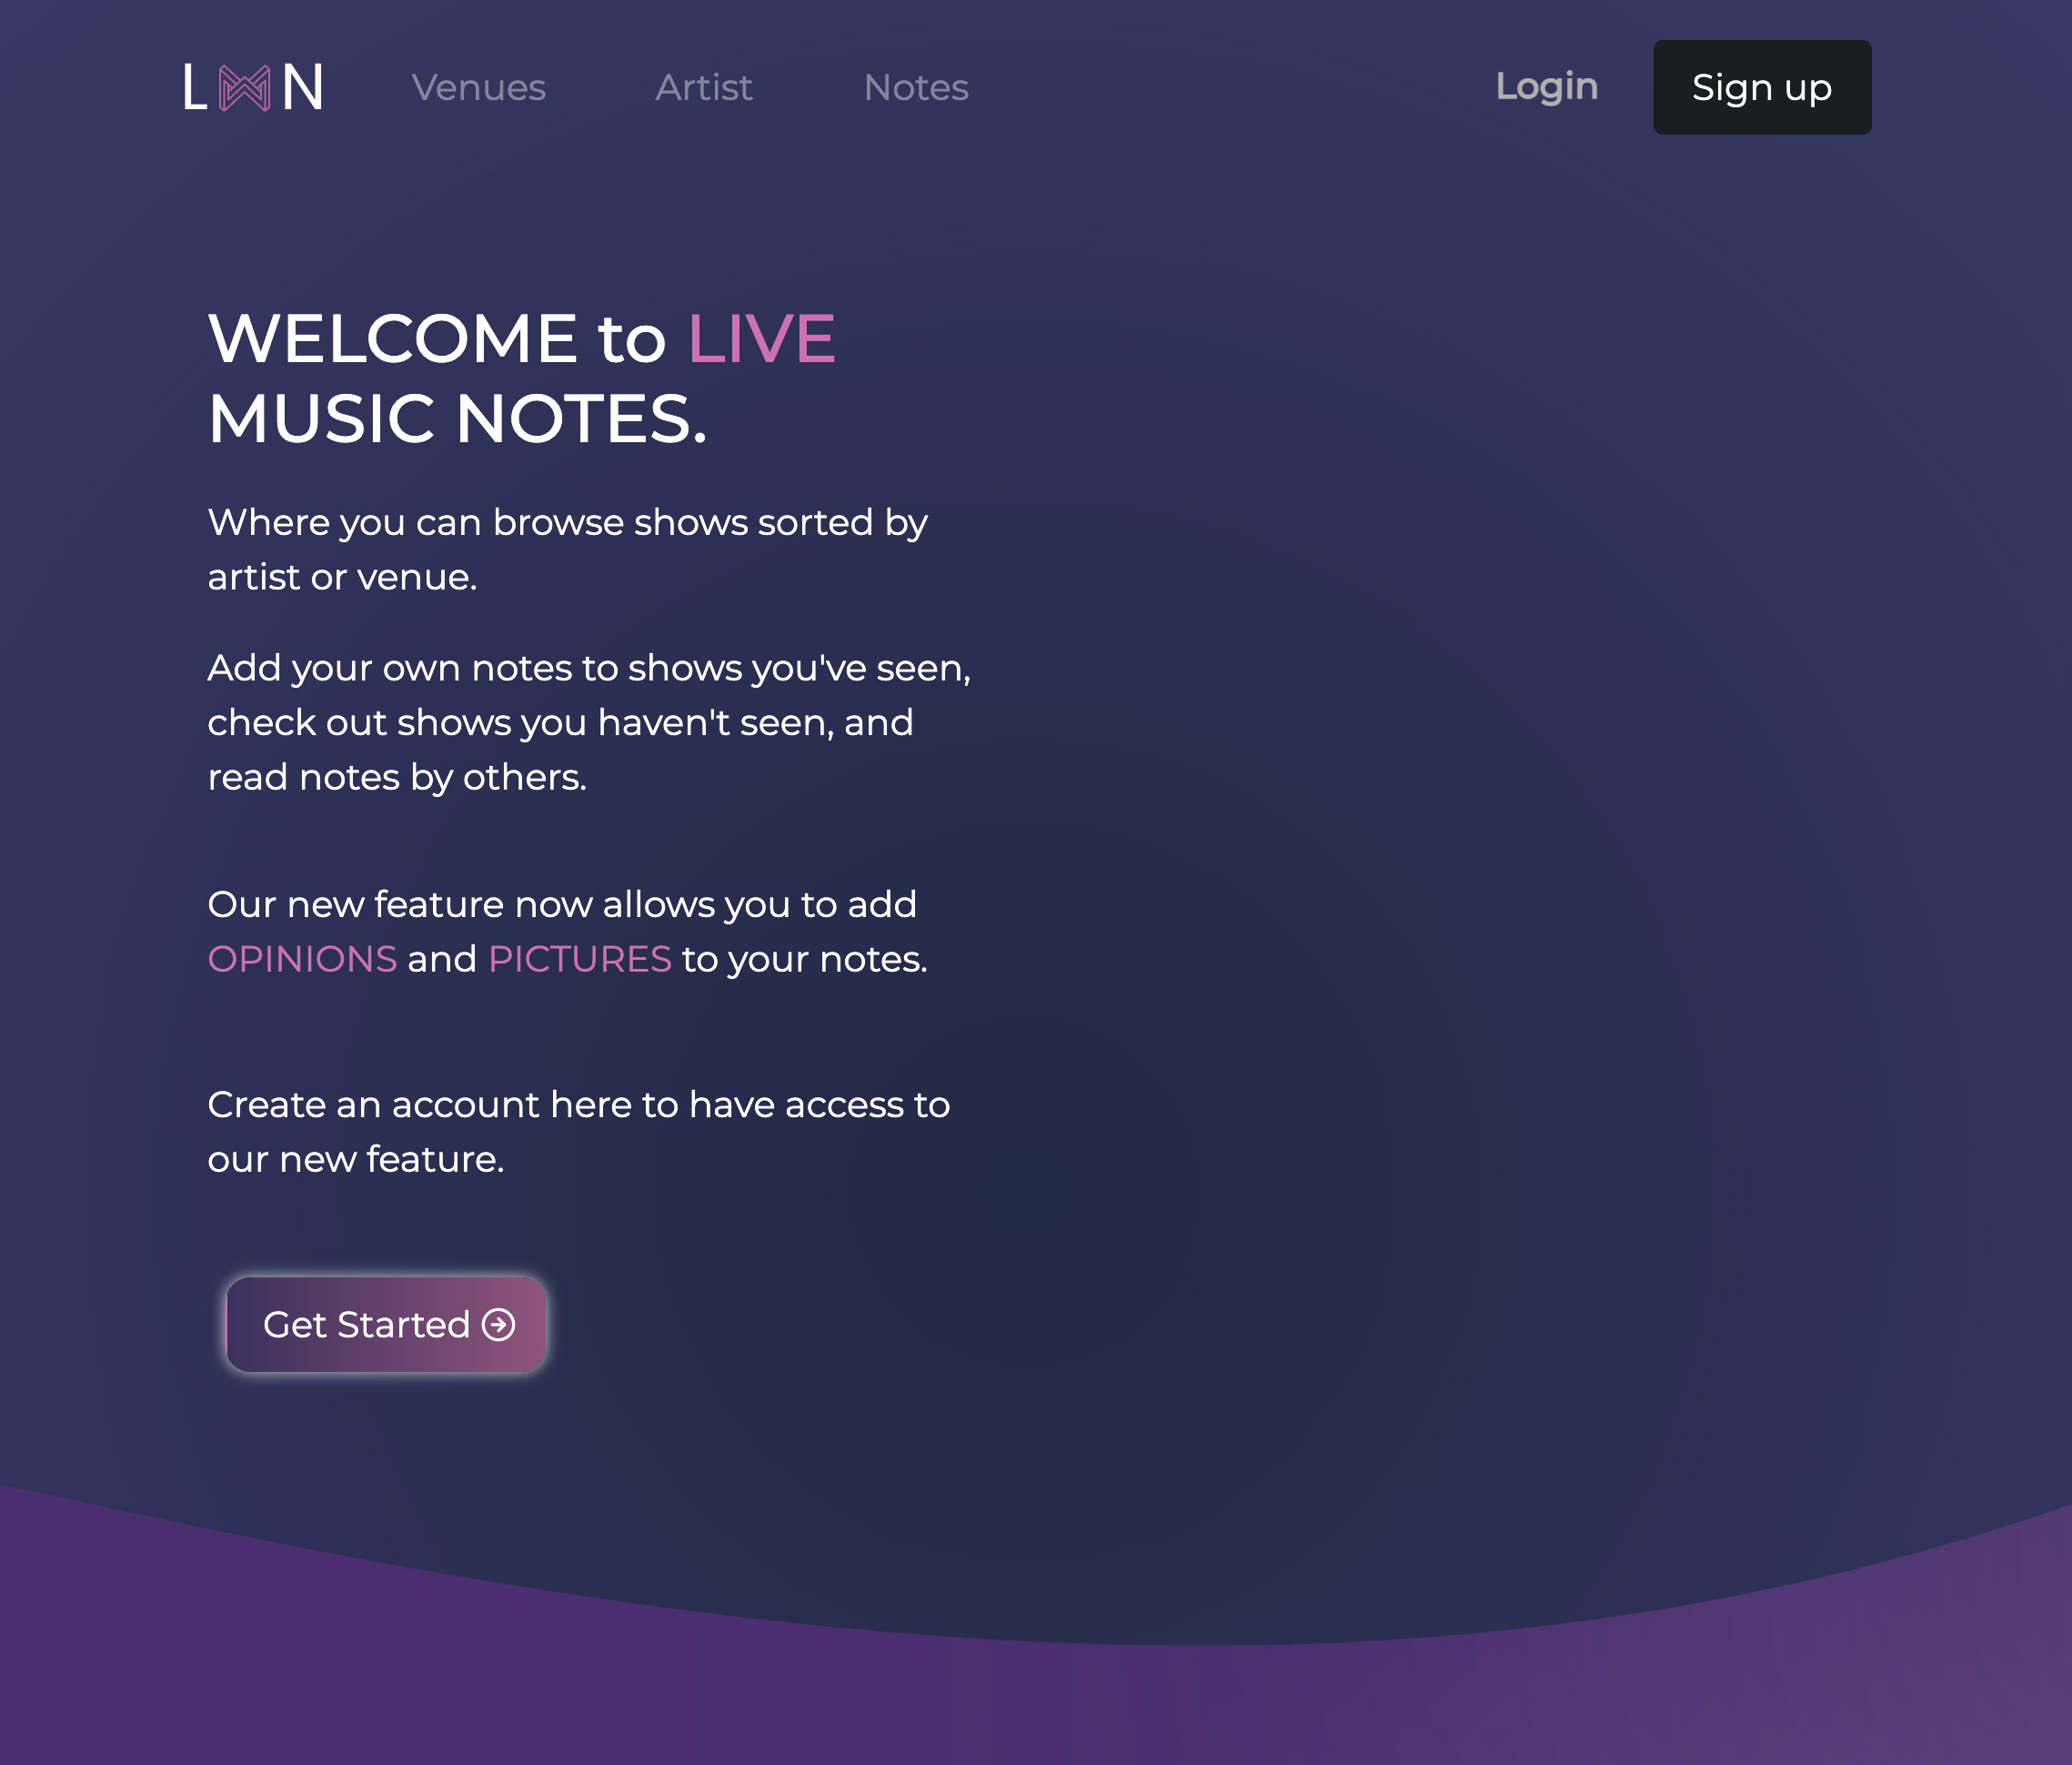 LMN Venues Artist Notes Login Sign up
WELCOME to LIVE
MUSIC NOTES.
Where you can browse shows sorted by
artist or venue.
Add your own notes to shows you've seen,
check out shows you haven't seen, and
read notes by others.
Our new feature now allows you to add
OPINIONS and PICTURES to your notes.
Create an account here to have access to
our new feature.
Get Started